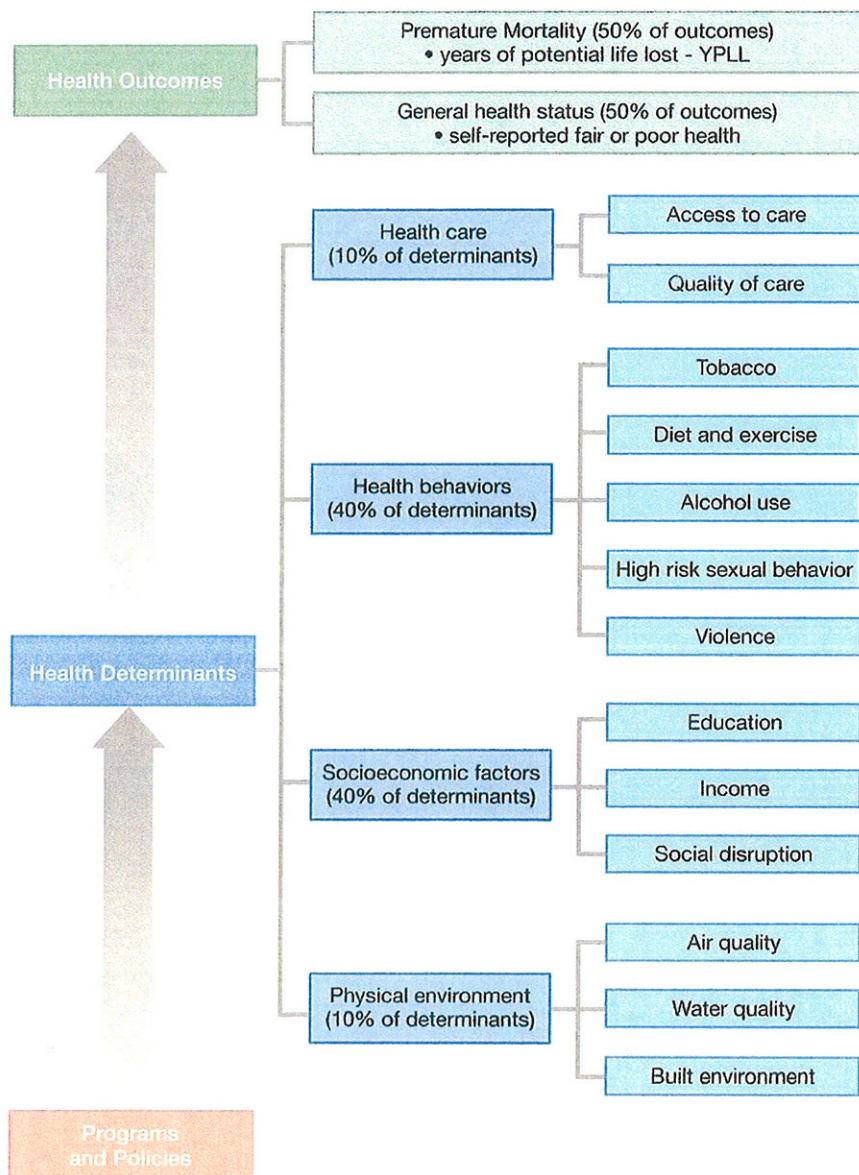 Premature Mortality (50% of outcomes)
• years of potential life lost - YPLL
Health Outcomes
General health status (50% of outcomes)
• self-reported fair or poor health
Health care
(10% of determinants)
Access to care
Quality of care
Health behaviors
(40% of determinants)
Tobacco
Diet and exercise
Alcohol use
High risk sexual behavior
Violence
Health Determinants
Socioeconomic factors
(40% of determinants)
Education
Income
Social disruption
Physical environment
(10% of determinants)
Air quality
Water quality
Built environment
Programs
and Policies